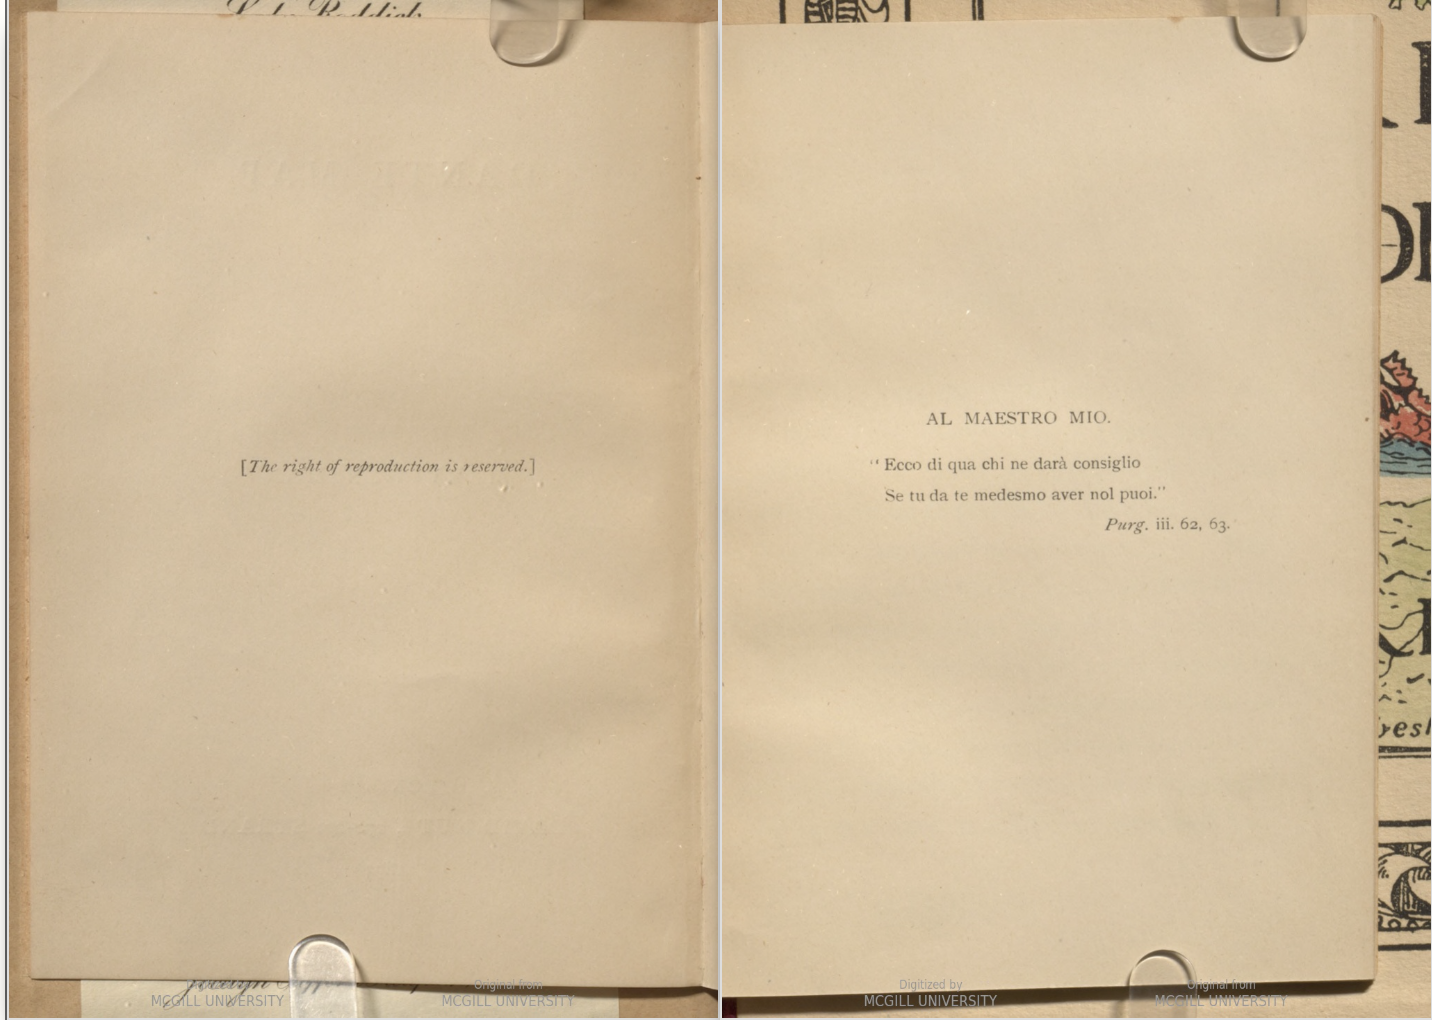 [The right of reproduction is reserved.]
Original from
MCGILL UNIVERSITY
MCGILL UNIVERSITY
AL MAESTRO MIO.
"Ecco di qua chi ne darà consiglio
Se tu da te medesmo aver nol puoi."
Purg. iii. 62, 63.
Digitized by
MCGILL UNIVERSITY
Original from
MCGILL UNIVERSITY